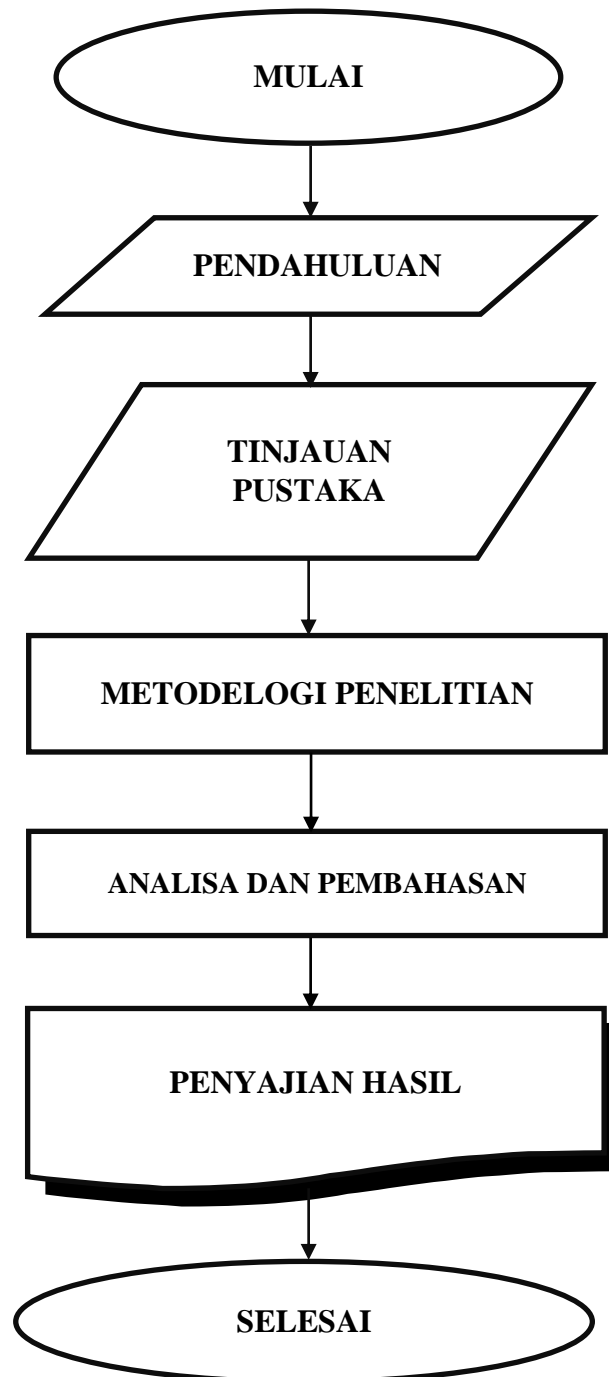 MULAI
PENDAHULUAN
TINJAUAN
PUSTAKA
METODELOGI PENELITIAN
ANALISA DAN PEMBAHASAN
PENYAJIAN HASIL
SELESAI